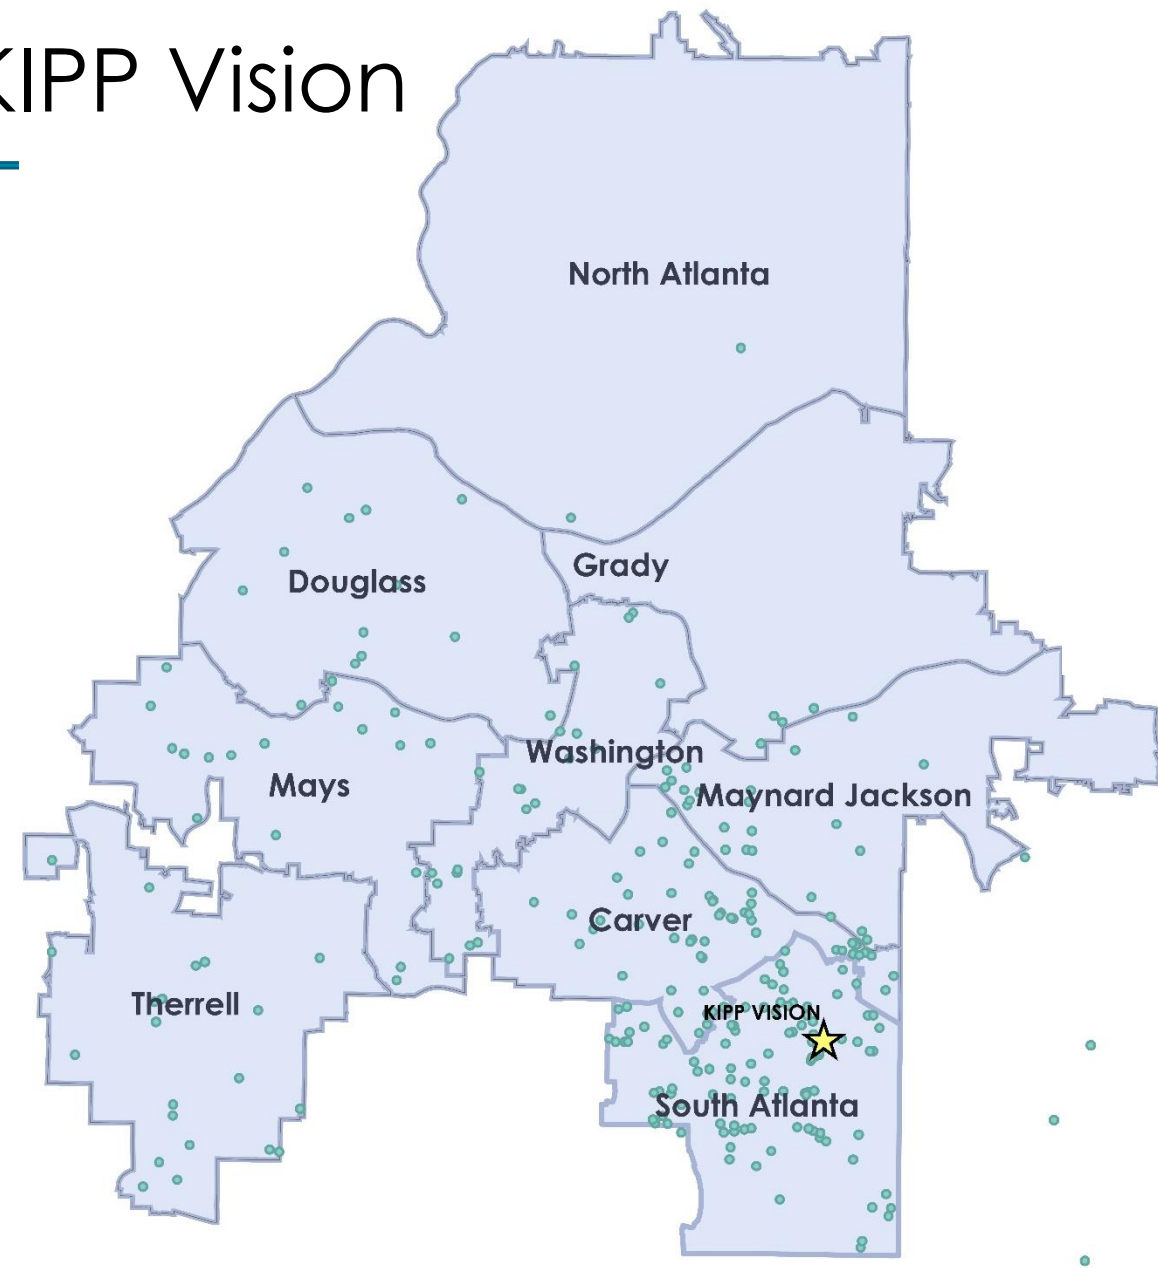 KIPP Vision
North Atlanta
Grady
Douglass
Washington
Mays
Maynard Jackson
Carver
Therrell
KIPP VISION
South Atlanta